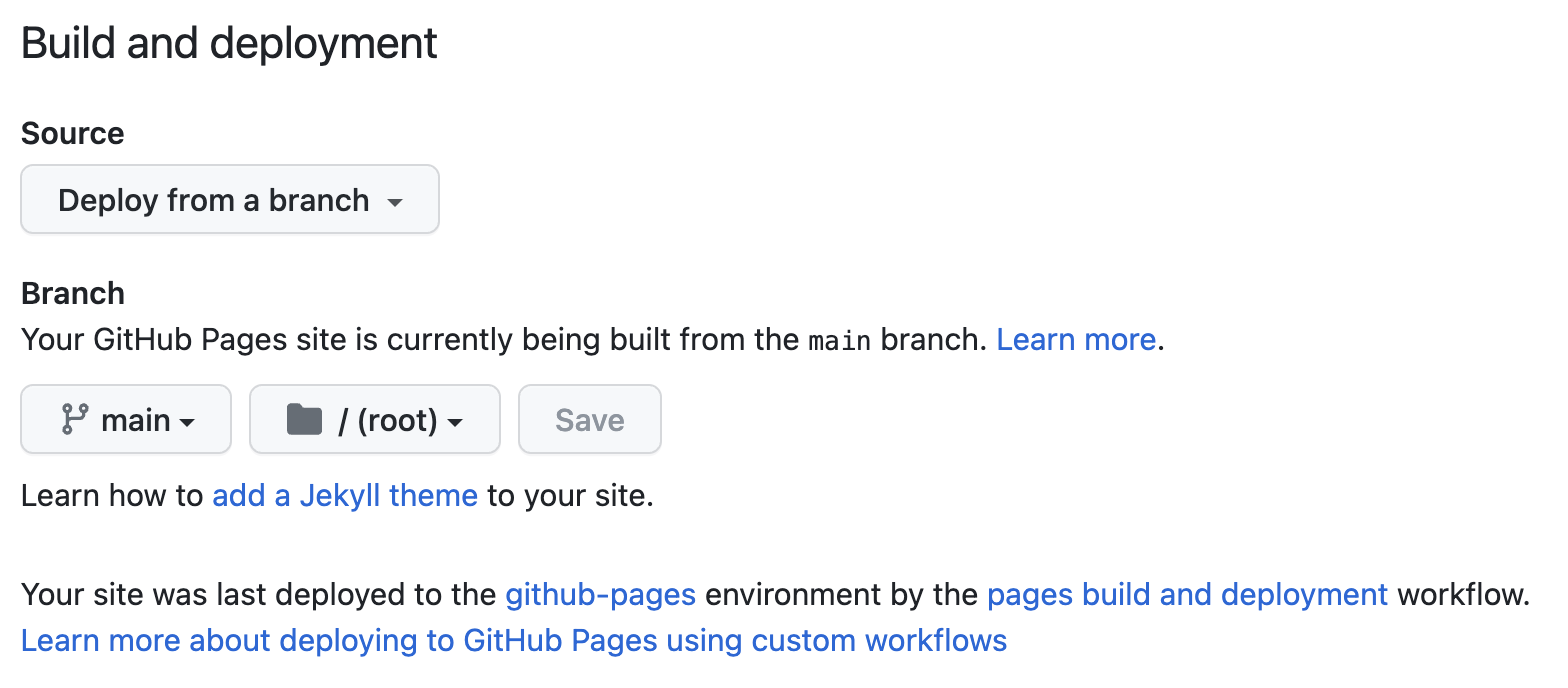 Build and deployment
Source
Deploy from a branch
Branch
Your GitHub Pages site is currently being built from the main branch. Learn more.
main / (root) Save
Learn how to add a Jekyll theme to your site.
Your site was last deployed to the github-pages environment by the pages build and deployment workflow.
Learn more about deploying to GitHub Pages using custom workflows